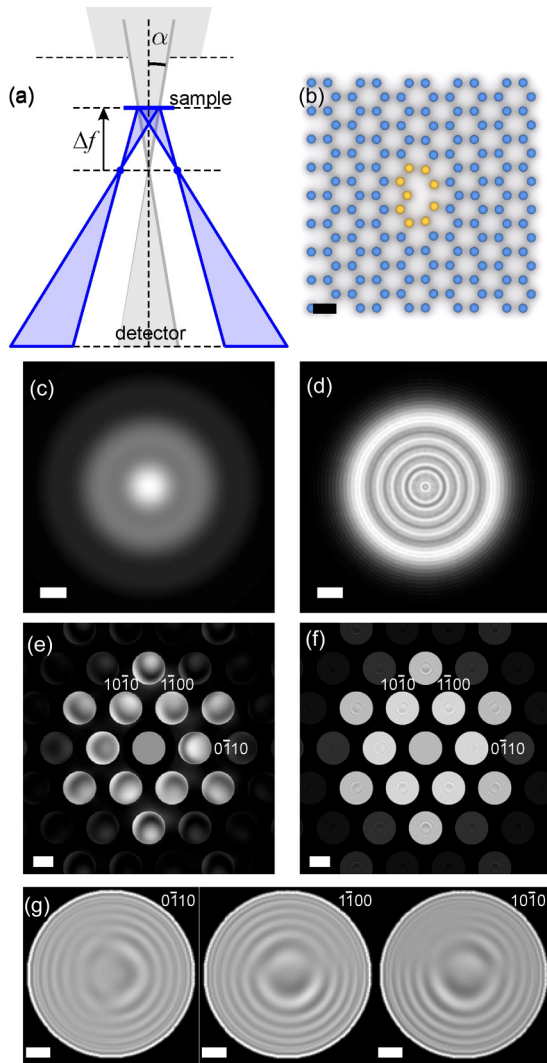 α
(a)
sample
Δf
detector
(b)
(c)
(d)
(e)
101̄0
11̄00
01̄10
(f)
101̄0
11̄00
01̄10
(g)
01̄10
11̄00
101̄0